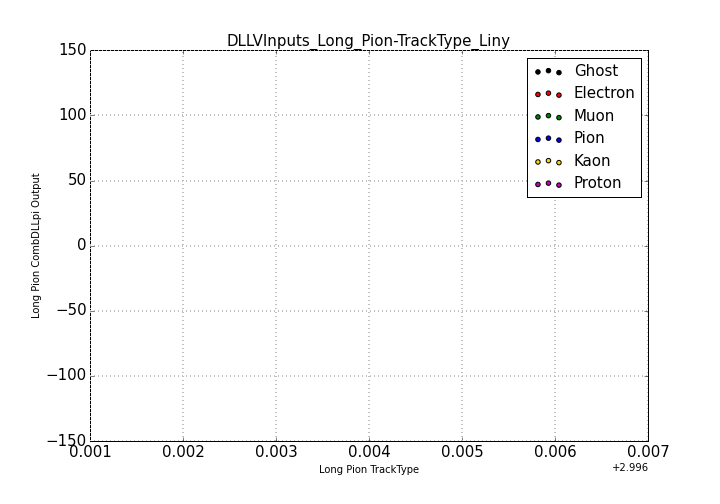 DLLVInputs_Long_Pion-TrackType_Liny
150
100
50
0
−50
−100
−150
Long Pion CombDLLpi Output
Ghost
Electron
Muon
Pion
Kaon
Proton
0.001 0.002 0.003 0.004 0.005 0.006 0.007
Long Pion TrackType
+2.996